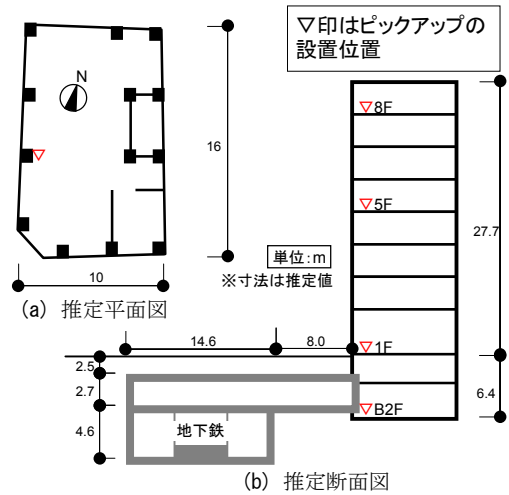 ▽印はピックアップの
設置位置
N
16
10
単位:m
※寸法は推定値
(a) 推定平面図
▽8F
▽5F
▽1F
▽B2F
27.7
6.4
14.6
8.0
2.5
2.7
4.6
地下鉄
(b) 推定断面図